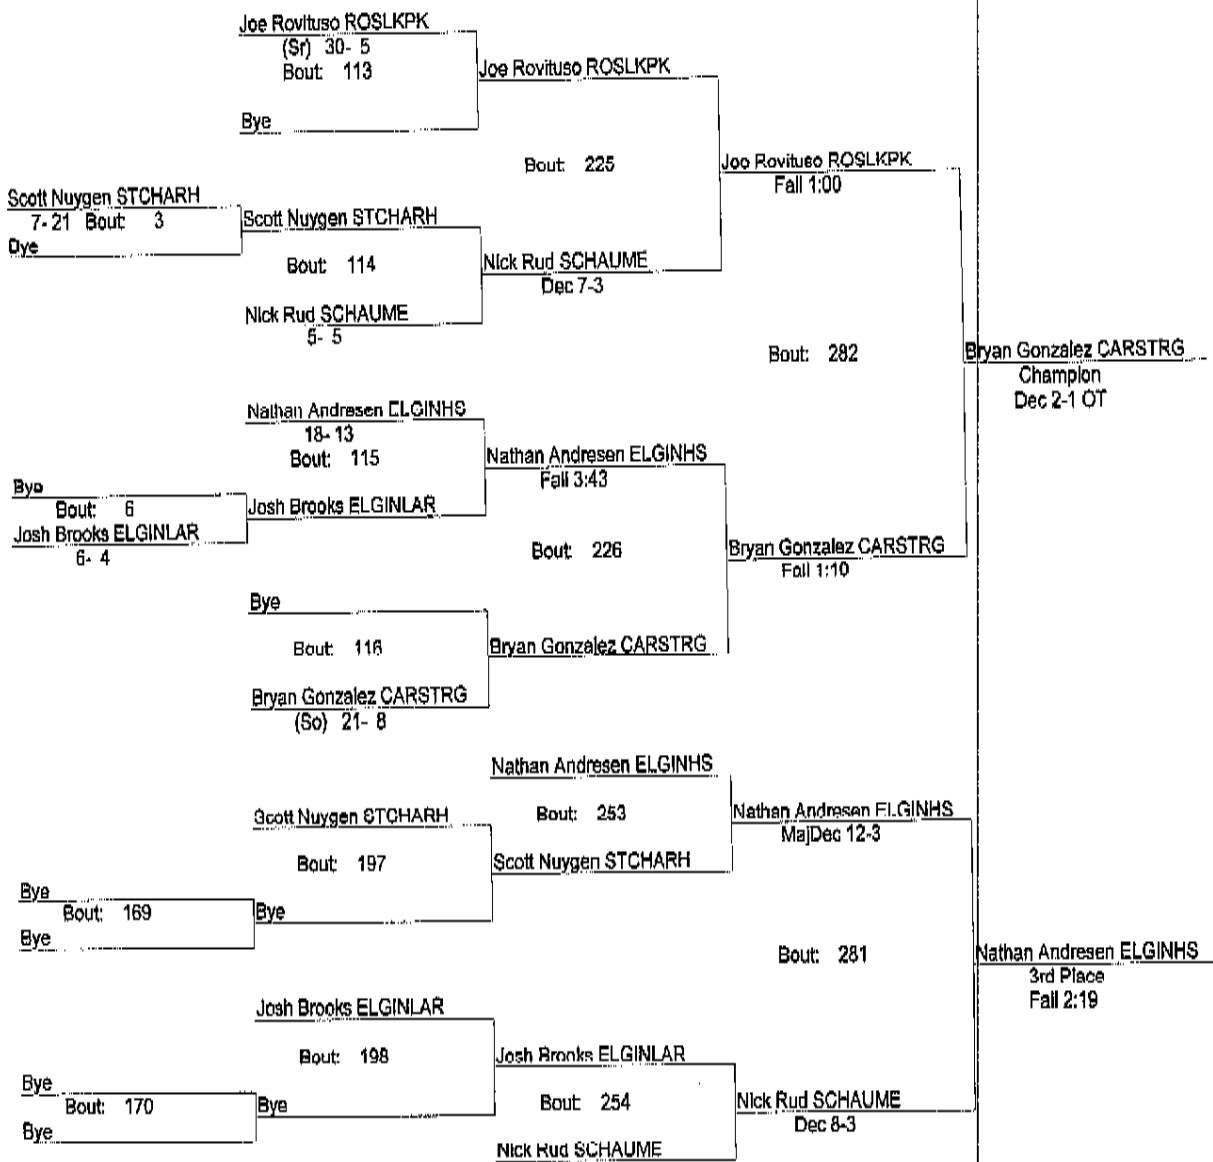 Joe Rovituso ROSLKPK
(Sr) 30- 5
Bout: 113
Joe Rovituso ROSLKPK
Bye
Bout: 225
Joo Rovituso ROSLKPK
Fall 1:00
Scott Nuygen STCHARH
7- 21 Bout: 3
Bye
Scott Nuygen STCHARH
Bout: 114
Nick Rud SCHAUME
Dec 7-3
Nick Rud SCHAUME
5- 5
Bout: 282
Bryan Gonzalez CARSTRG
Champion
Dec 2-1 OT
Nathan Andresen ELGINHS
18- 13
Bout: 115
Nathan Andresen ELGINHS
Fall 3:43
Bye
Bout: 6
Josh Brooks ELGINLAR
6- 4
Josh Brooks ELGINLAR
Bout: 226
Bryan Gonzalez CARSTRG
Fall 1:10
Bye
Bout: 116
Bryan Gonzalez CARSTRG
Bryan Gonzalez CARSTRG
(So) 21- 8
Nathan Andresen ELGINHS
Bout: 253
Nathan Andresen ELGINHS
MajDec 12-3
Scott Nuygen STCHARH
Bout: 197
Scott Nuygen STCHARH
Bye
Bout: 169
Bye
Bye
Bout: 281
Nathan Andresen ELGINHS
3rd Place
Fall 2:19
Josh Brooks ELGINLAR
Bout: 198
Josh Brooks ELGINLAR
Bye
Bout: 170
Bye
Bye
Bout: 254
Nick Rud SCHAUME
Dec 8-3
Nick Rud SCHAUME